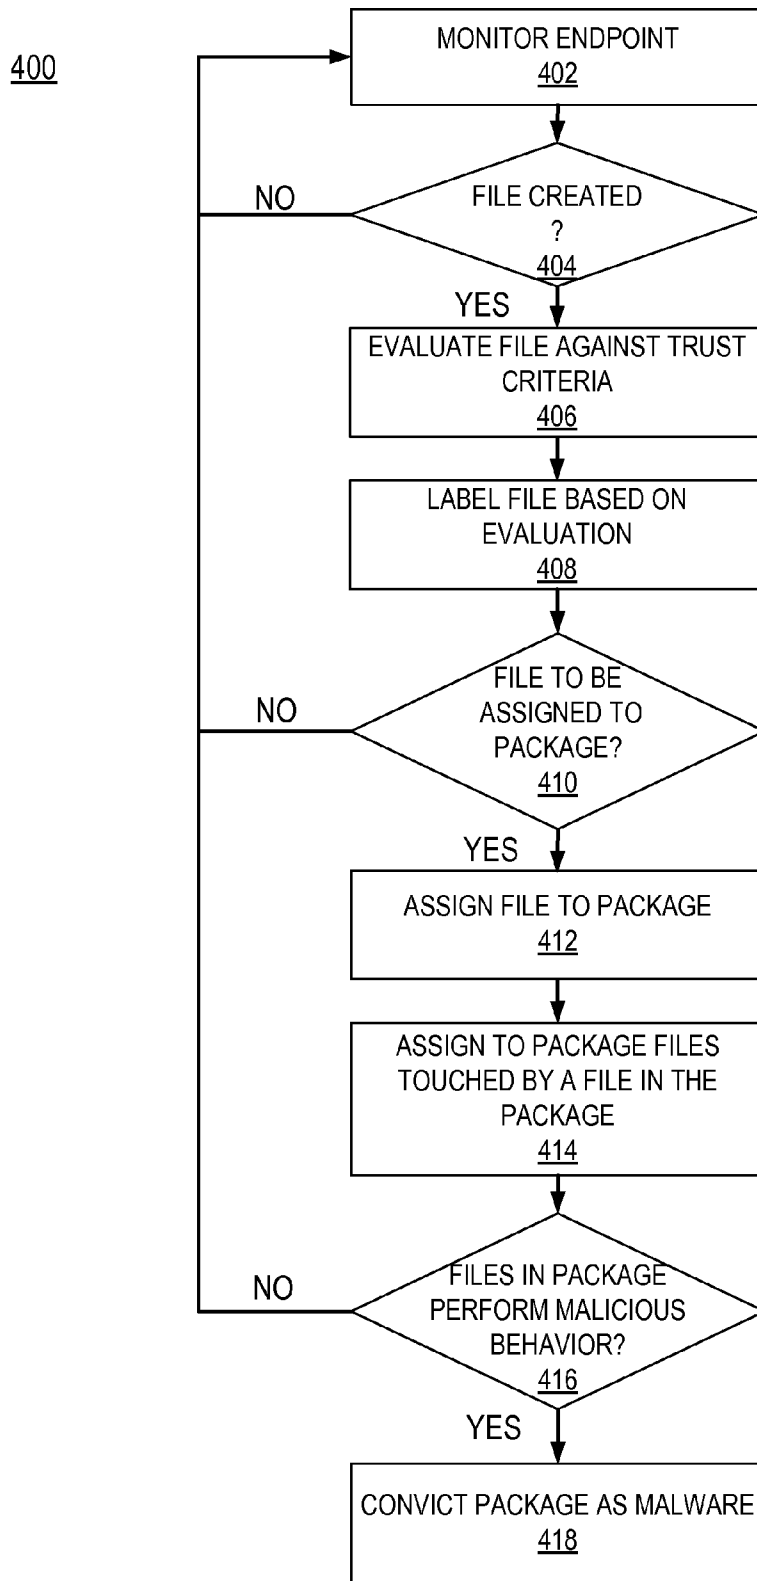 MONITOR ENDPOINT
402
400
NO
FILE CREATED
?
404
YES
EVALUATE FILE AGAINST TRUST
CRITERIA
406
LABEL FILE BASED ON
EVALUATION
408
NO
FILE TO BE
ASSIGNED TO
PACKAGE?
410
YES
ASSIGN FILE TO PACKAGE
412
ASSIGN TO PACKAGE FILES
TOUCHED BY A FILE IN THE
PACKAGE
414
NO
FILES IN PACKAGE
PERFORM MALICIOUS
BEHAVIOR?
416
YES
CONVICT PACKAGE AS MALWARE
418